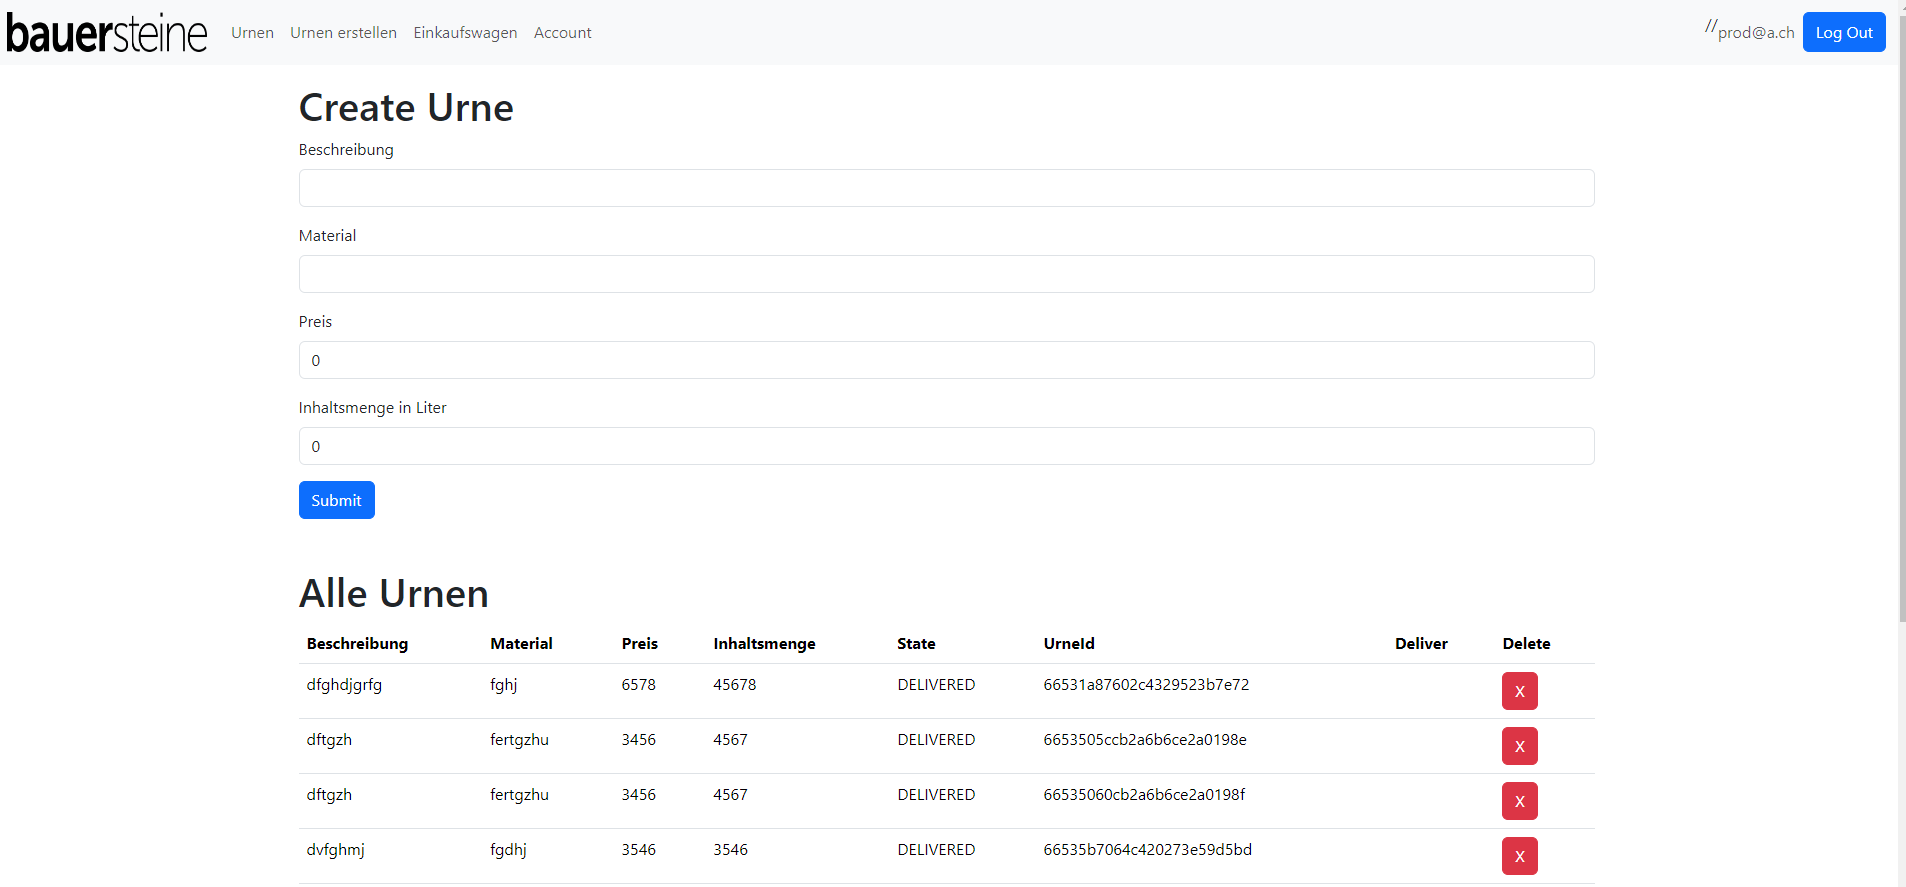 bauersteine Urnen Urnen erstellen Einkaufswagen Account //prod@a.ch Log Out
Create Urne
Beschreibung
Material
Preis
0
Inhaltsmenge in Liter
0
Submit
Alle Urnen
Beschreibung Material Preis Inhaltsmenge State UrneId Deliver Delete
dfghdjgrfg fghj 6578 45678 DELIVERED 66531a87602c4329523b7e72 X
dftgzh fertgzhu 3456 4567 DELIVERED 6653505ccb2a6b6ce2a0198e X
dftgzh fertgzhu 3456 4567 DELIVERED 66535060cb2a6b6ce2a0198f X
dvfghmj fgdhj 3546 3546 DELIVERED 66535b7064c420273e59d5bd X